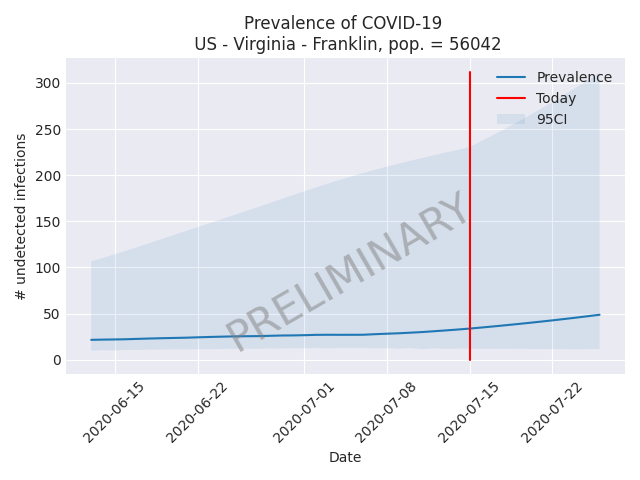 Prevalence of COVID-19
US - Virginia - Franklin, pop. = 56042
# undetected infections
300
250
200
150
100
50
0
Prevalence
Today
95CI
PRELIMINARY
2020-06-15
2020-06-22
2020-07-01
2020-07-08
2020-07-15
2020-07-22
Date